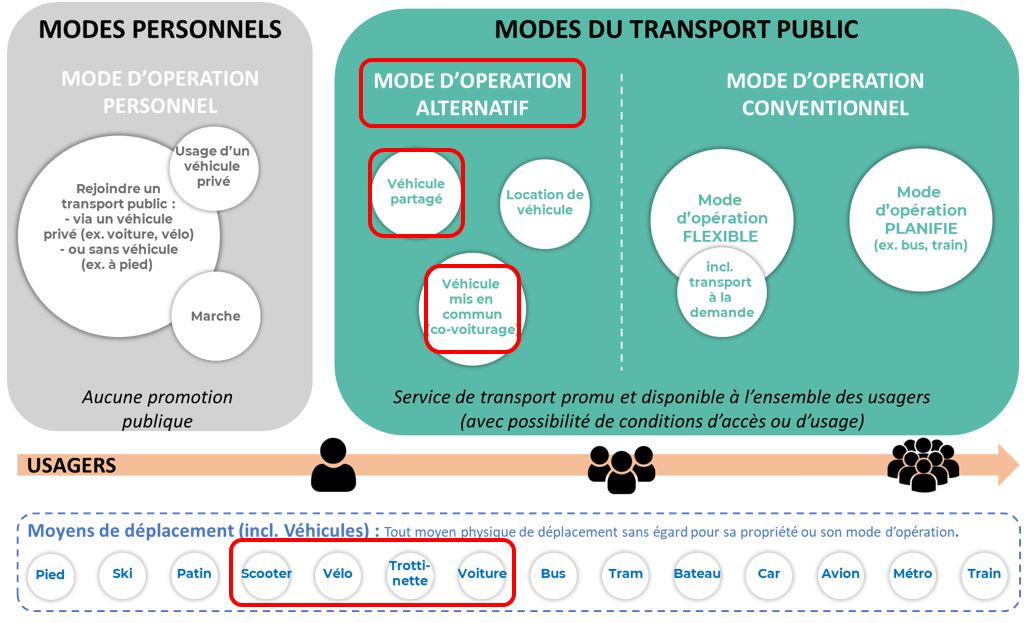 MODES PERSONNELS
MODE D’OPERATION
PERSONNEL
Usage d’un
véhicule
privé
Rejoindre un
transport public :
- via un véhicule
privé (ex. voiture, vélo)
- ou sans véhicule
(ex. à pied)
Marche
Aucune promotion
publique
MODES DU TRANSPORT PUBLIC
MODE D’OPERATION
ALTERNATIF
Véhicule
partagé
Location de
véhicule
Véhicule
mis en
commun
(co-voiturage)
MODE D’OPERATION
CONVENTIONNEL
Mode
d’opération
FLEXIBLE
incl.
transport
à la
demande
Mode
d’opération
PLANIFIE
(ex. bus, train)
Service de transport promu et disponible à l’ensemble des usagers
(avec possibilité de conditions d’accès ou d’usage)
USAGERS
Moyens de déplacement (incl. Véhicules) : Tout moyen physique de déplacement sans égard pour sa propriété ou son mode d’opération.
Pied
Ski
Patin
Scooter
Vélo
Trotti-
nette
Voiture
Bus
Tram
Bateau
Car
Avion
Métro
Train